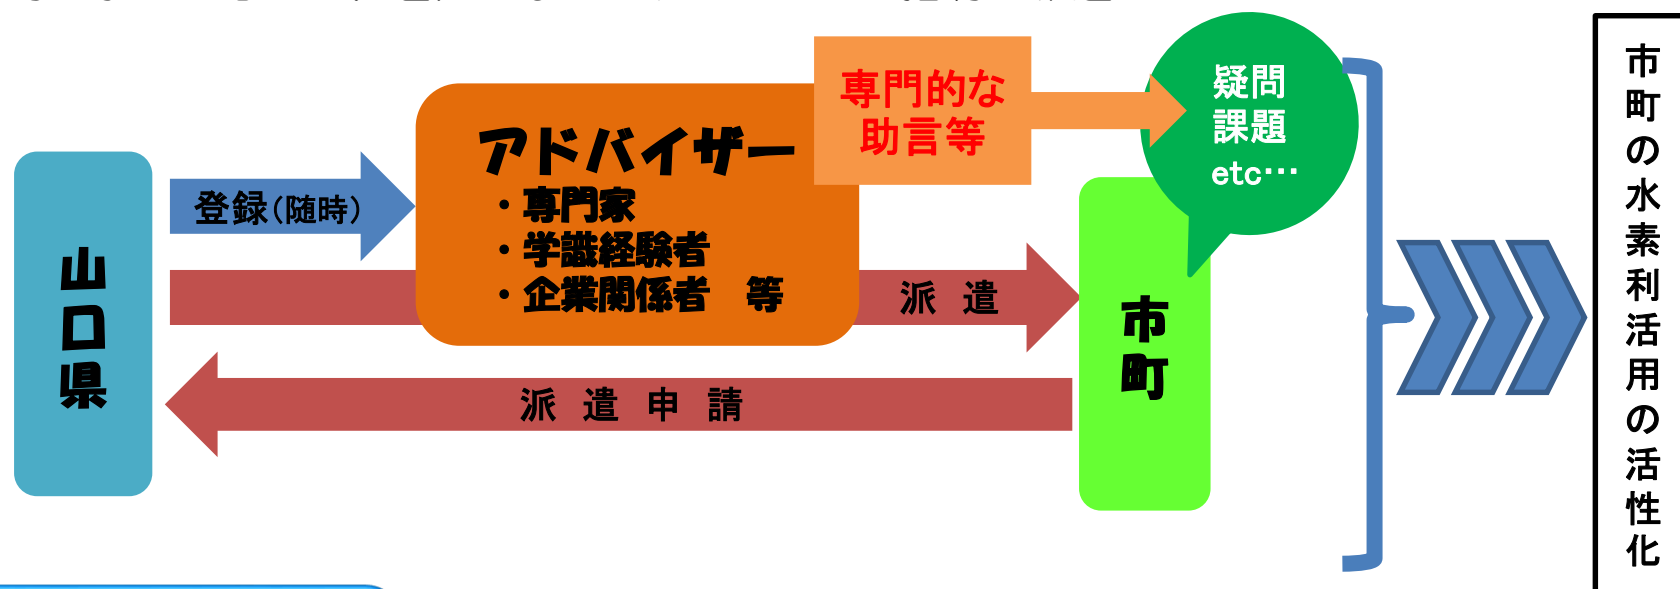 山口県
登録（随時）
アドバイザー
・専門家
・学識経験者
・企業関係者　等
専門的な
助言等
疑問
課題
etc…
派　遣
派　遣　申　請
市町
市町の水素利活用の活性化